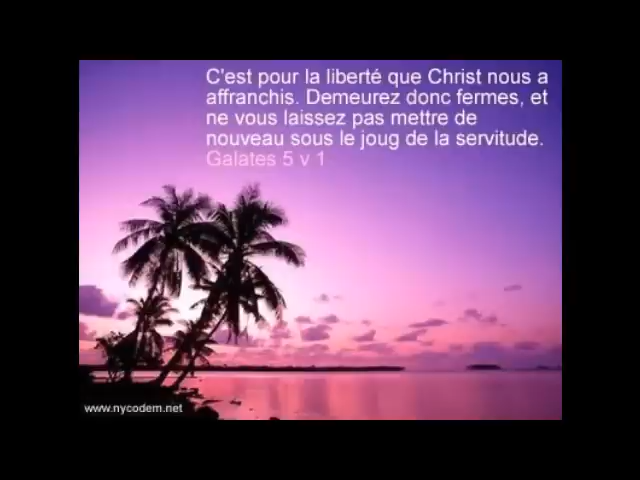 C'est pour la liberté que Christ nous a
affranchis. Demeurez donc fermes, et
ne vous laissez pas mettre de
nouveau sous le joug de la servitude.
Galates 5 v 1
www.nycodem.net